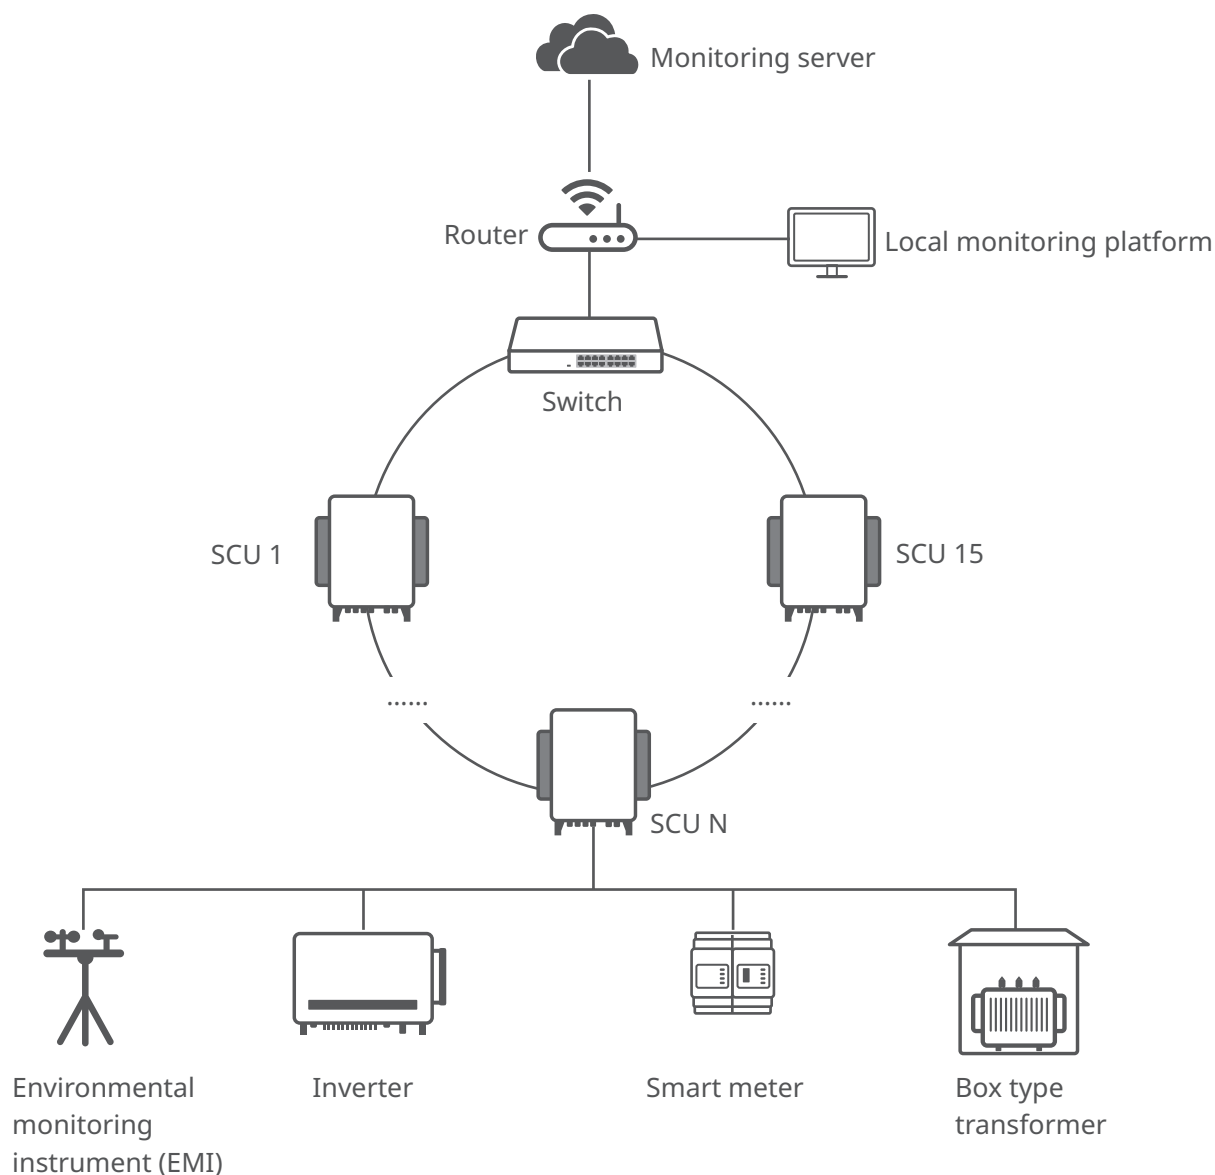 Monitoring server
Router
Local monitoring platform
Switch
SCU 1
SCU 15
......
......
SCU N
Environmental
monitoring
instrument (EMI)
Inverter
Smart meter
Box type
transformer